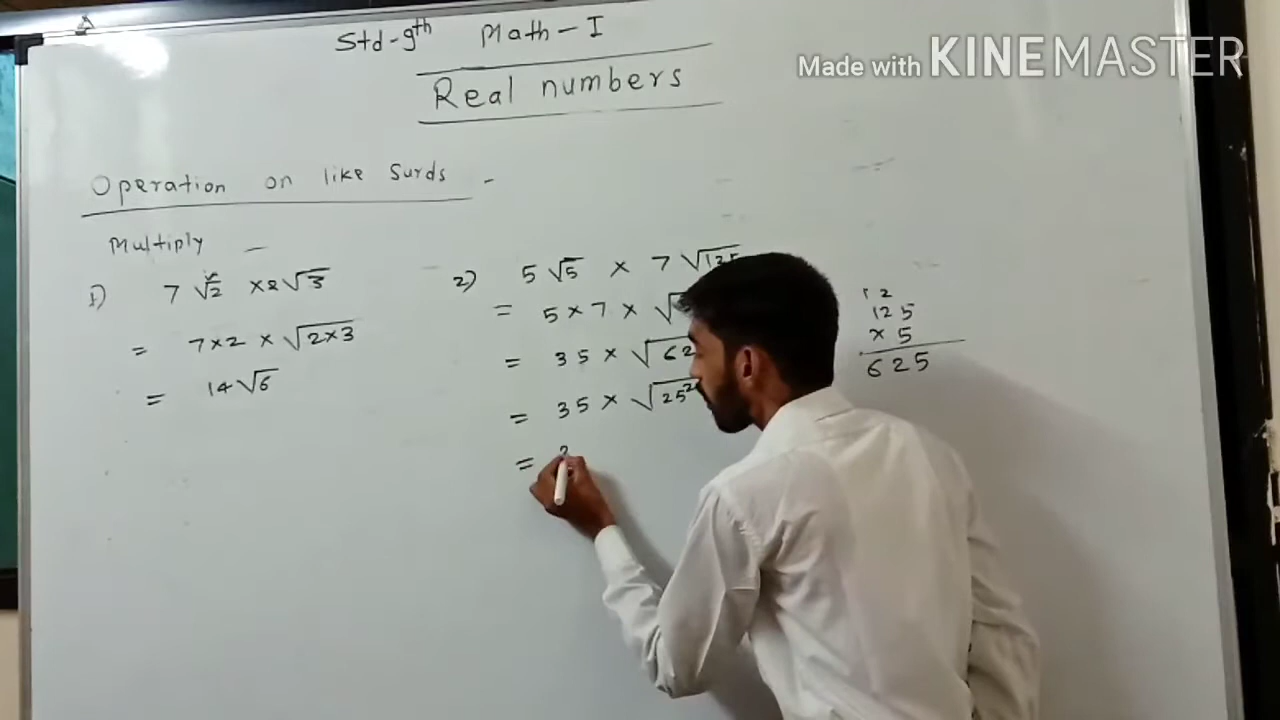 Std-9th Math-I
Made with KINEMASTER
Real numbers
Operation on like Surds -
Multiply -
1) 7√2 × 2√3
= 7×2 × √2×3
= 14√6
2) 5√5 × 7√125
= 5×7 × √
= 35 × √62
= 35 × √25²
= 3
12
125
× 5
625